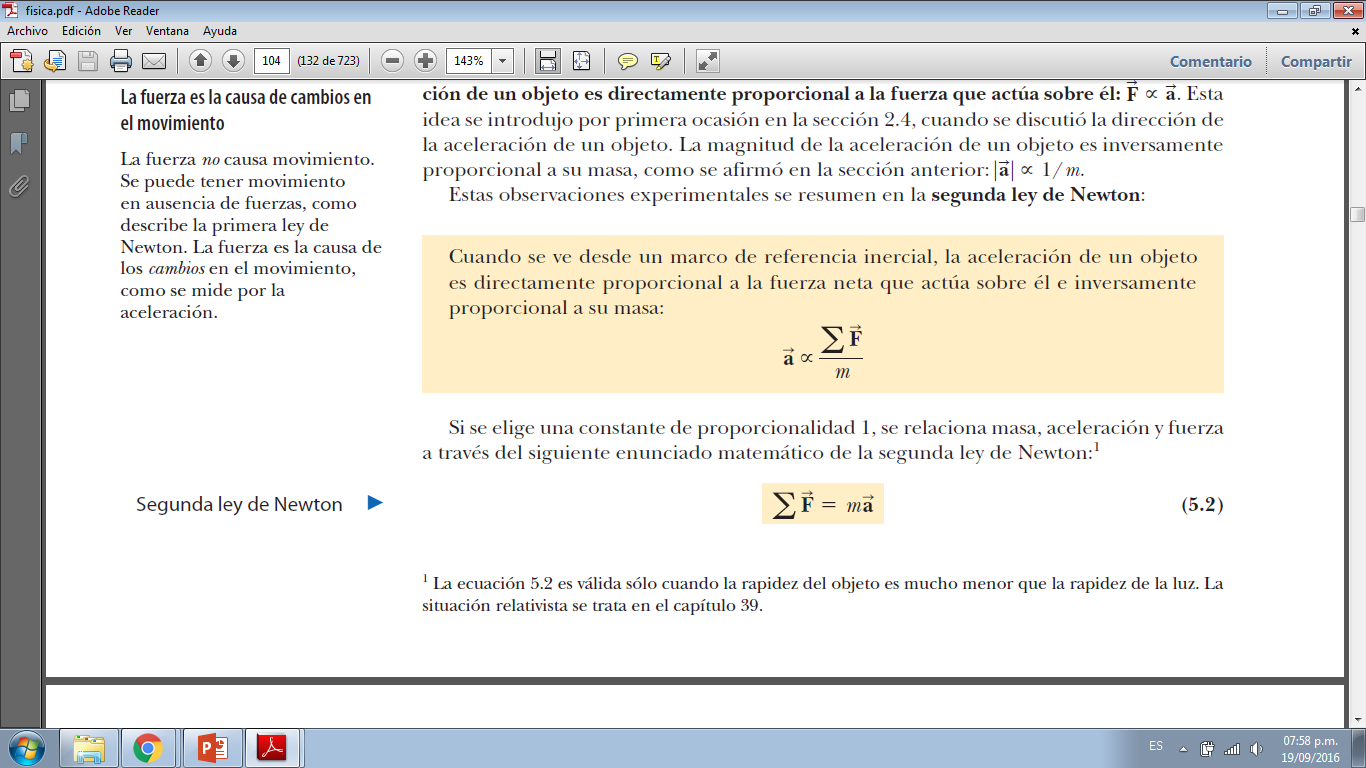 fisica.pdf - Adobe Reader
Archivo Edición Ver Ventana Ayuda
104 (132 de 723) 143% Comentario Compartir
La fuerza es la causa de cambios en
el movimiento
La fuerza no causa movimiento.
Se puede tener movimiento
en ausencia de fuerzas, como
describe la primera ley de
Newton. La fuerza es la causa de
los cambios en el movimiento,
como se mide por la
aceleración.
ción de un objeto es directamente proporcional a la fuerza que actúa sobre él: F⃗ ∝ a⃗. Esta
idea se introdujo por primera ocasión en la sección 2.4, cuando se discutió la dirección de
la aceleración de un objeto. La magnitud de la aceleración de un objeto es inversamente
proporcional a su masa, como se afirmó en la sección anterior: |a⃗| ∝ 1/m.
Estas observaciones experimentales se resumen en la segunda ley de Newton:
Cuando se ve desde un marco de referencia inercial, la aceleración de un objeto
es directamente proporcional a la fuerza neta que actúa sobre él e inversamente
proporcional a su masa:
a⃗ ∝ ∑ F⃗ / m
Si se elige una constante de proporcionalidad 1, se relaciona masa, aceleración y fuerza
a través del siguiente enunciado matemático de la segunda ley de Newton:¹
Segunda ley de Newton ▶ ∑ F⃗ = ma⃗ (5.2)
¹ La ecuación 5.2 es válida sólo cuando la rapidez del objeto es mucho menor que la rapidez de la luz. La
situación relativista se trata en el capítulo 39.
ES 07:58 p.m.
19/09/2016